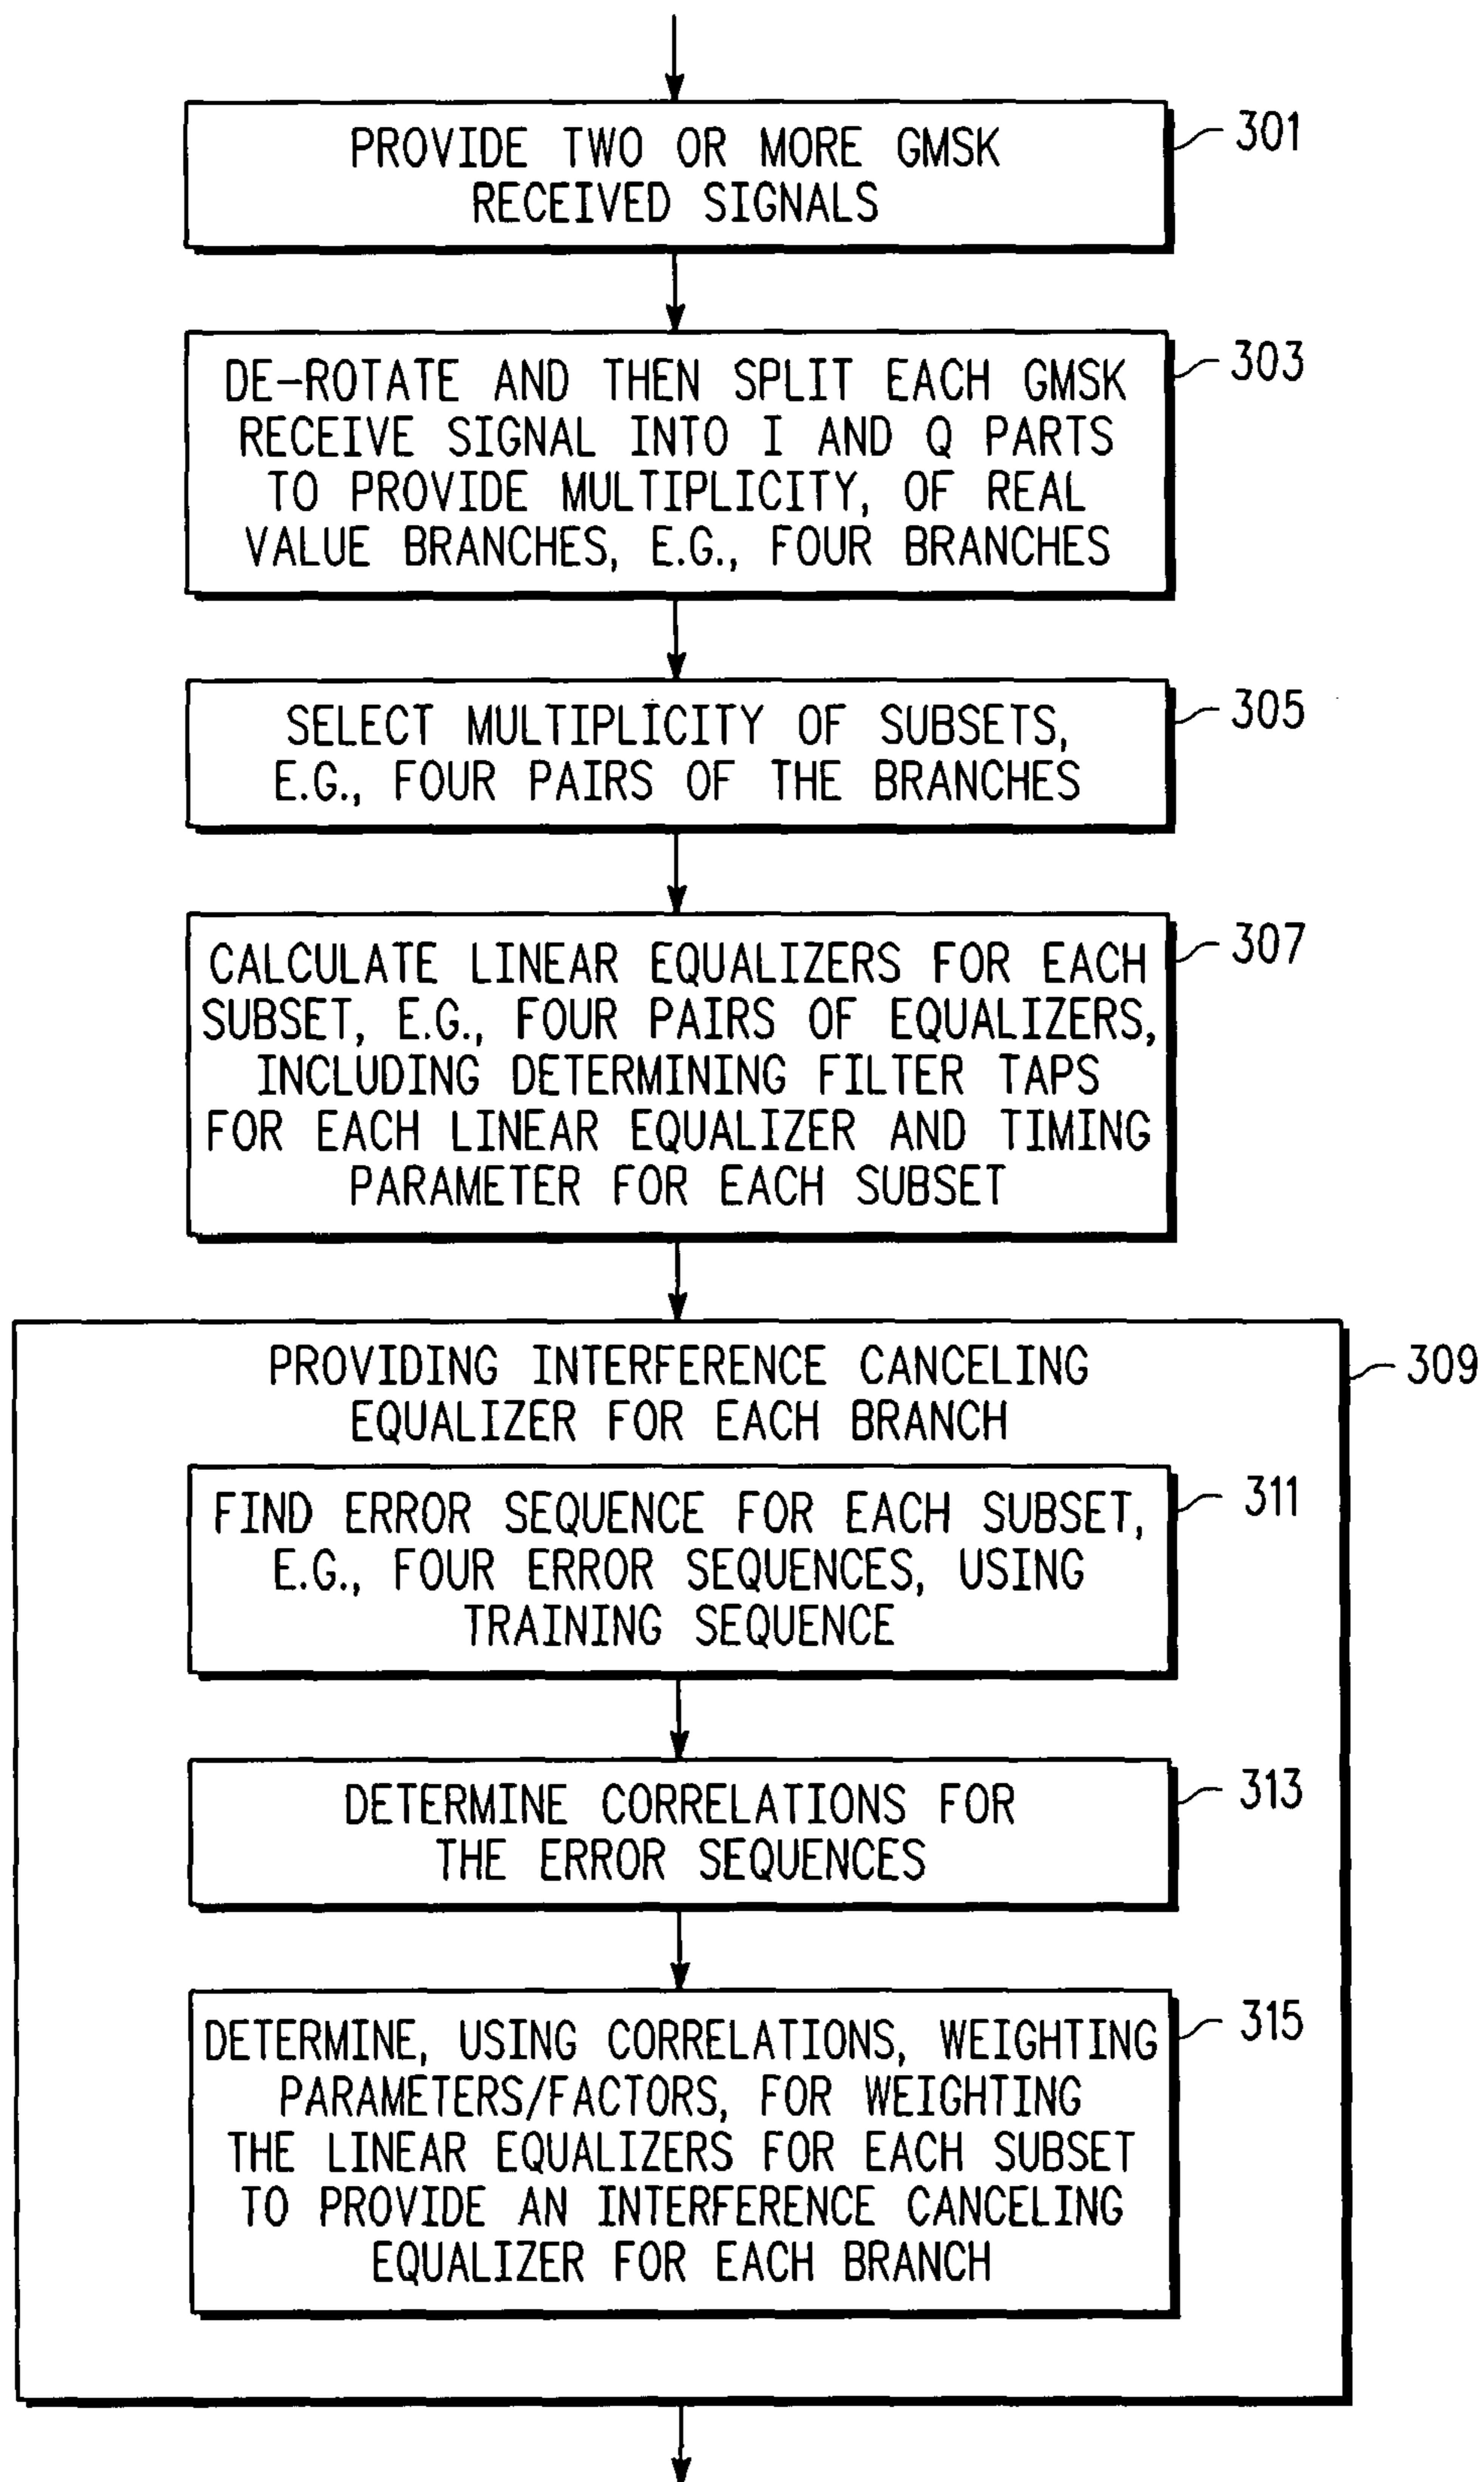 PROVIDE TWO OR MORE GMSK
RECEIVED SIGNALS
301
DE-ROTATE AND THEN SPLIT EACH GMSK
RECEIVE SIGNAL INTO I AND Q PARTS
TO PROVIDE MULTIPLICITY, OF REAL
VALUE BRANCHES, E.G., FOUR BRANCHES
303
SELECT MULTIPLICITY OF SUBSETS,
E.G., FOUR PAIRS OF THE BRANCHES
305
CALCULATE LINEAR EQUALIZERS FOR EACH
SUBSET, E.G., FOUR PAIRS OF EQUALIZERS,
INCLUDING DETERMINING FILTER TAPS
FOR EACH LINEAR EQUALIZER AND TIMING
PARAMETER FOR EACH SUBSET
307
PROVIDING INTERFERENCE CANCELING
EQUALIZER FOR EACH BRANCH
309
FIND ERROR SEQUENCE FOR EACH SUBSET,
E.G., FOUR ERROR SEQUENCES, USING
TRAINING SEQUENCE
311
DETERMINE CORRELATIONS FOR
THE ERROR SEQUENCES
313
DETERMINE, USING CORRELATIONS, WEIGHTING
PARAMETERS/FACTORS, FOR WEIGHTING
THE LINEAR EQUALIZERS FOR EACH SUBSET
TO PROVIDE AN INTERFERENCE CANCELING
EQUALIZER FOR EACH BRANCH
315